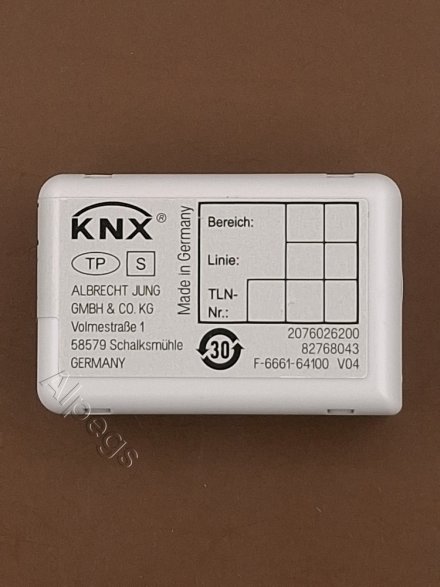 KNX®
TP S
ALBRECHT JUNG
GMBH & CO. KG
Volmestraße 1
58579 Schalksmühle
GERMANY
Made in Germany
Bereich:
Linie:
TLN-
Nr.:
30
2076026200
82768043
F-6661-64100 V04
Alpegs